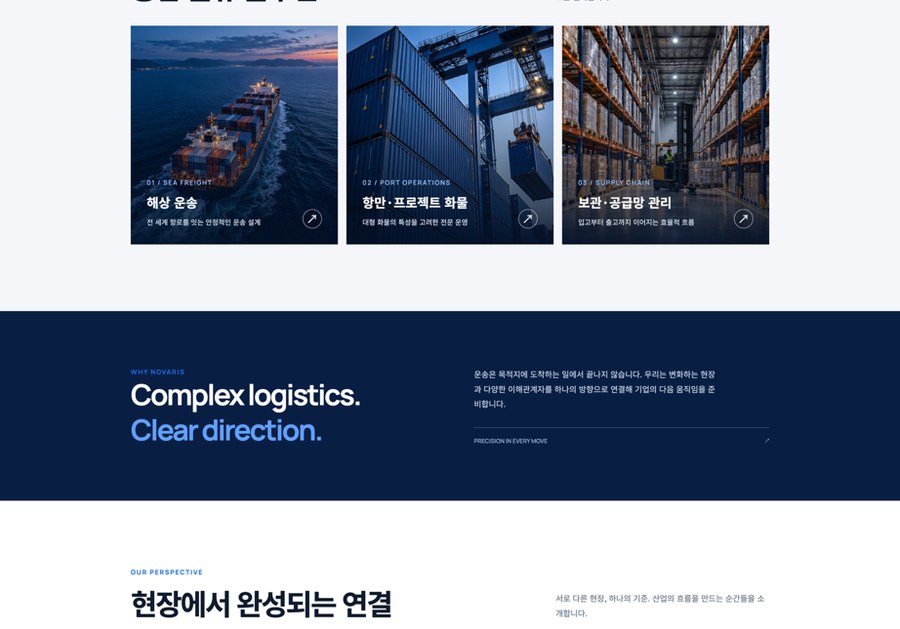 01 / SEA FREIGHT
해상 운송
전 세계 항로를 잇는 안정적인 운송 설계
02 / PORT OPERATIONS
항만·프로젝트 화물
대형 화물의 특성을 고려한 전문 운영
03 / SUPPLY CHAIN
보관·공급망 관리
입고부터 출고까지 이어지는 효율적 흐름
WHY NOVARIS
Complex logistics.
Clear direction.
운송은 목적지에 도착하는 일에서 끝나지 않습니다. 우리는 변화하는 현장
과 다양한 이해관계자를 하나의 방향으로 연결해 기업의 다음 움직임을 준
비합니다.
PRECISION IN EVERY MOVE
OUR PERSPECTIVE
현장에서 완성되는 연결
서로 다른 현장, 하나의 기준. 산업의 흐름을 만드는 순간들을 소
개합니다.